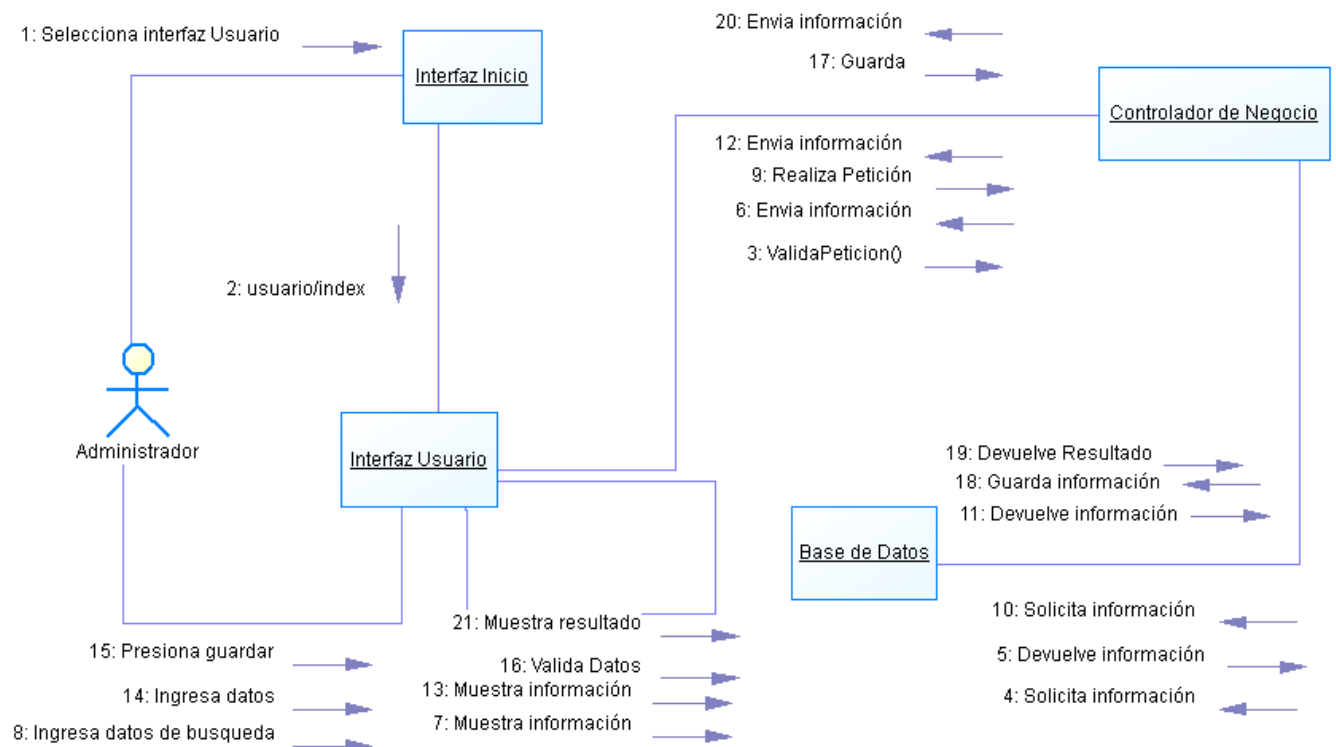 1: Selecciona interfaz Usuario
Interfaz Inicio
20: Envia información
17: Guarda
Controlador de Negocio
12: Envia información
9: Realiza Petición
6: Envia información
3: ValidaPeticion()
2: usuario/index
Administrador
Interfaz Usuario
19: Devuelve Resultado
18: Guarda información
11: Devuelve información
Base de Datos
10: Solicita información
5: Devuelve información
4: Solicita información
21: Muestra resultado
16: Valida Datos
13: Muestra información
7: Muestra información
15: Presiona guardar
14: Ingresa datos
8: Ingresa datos de busqueda